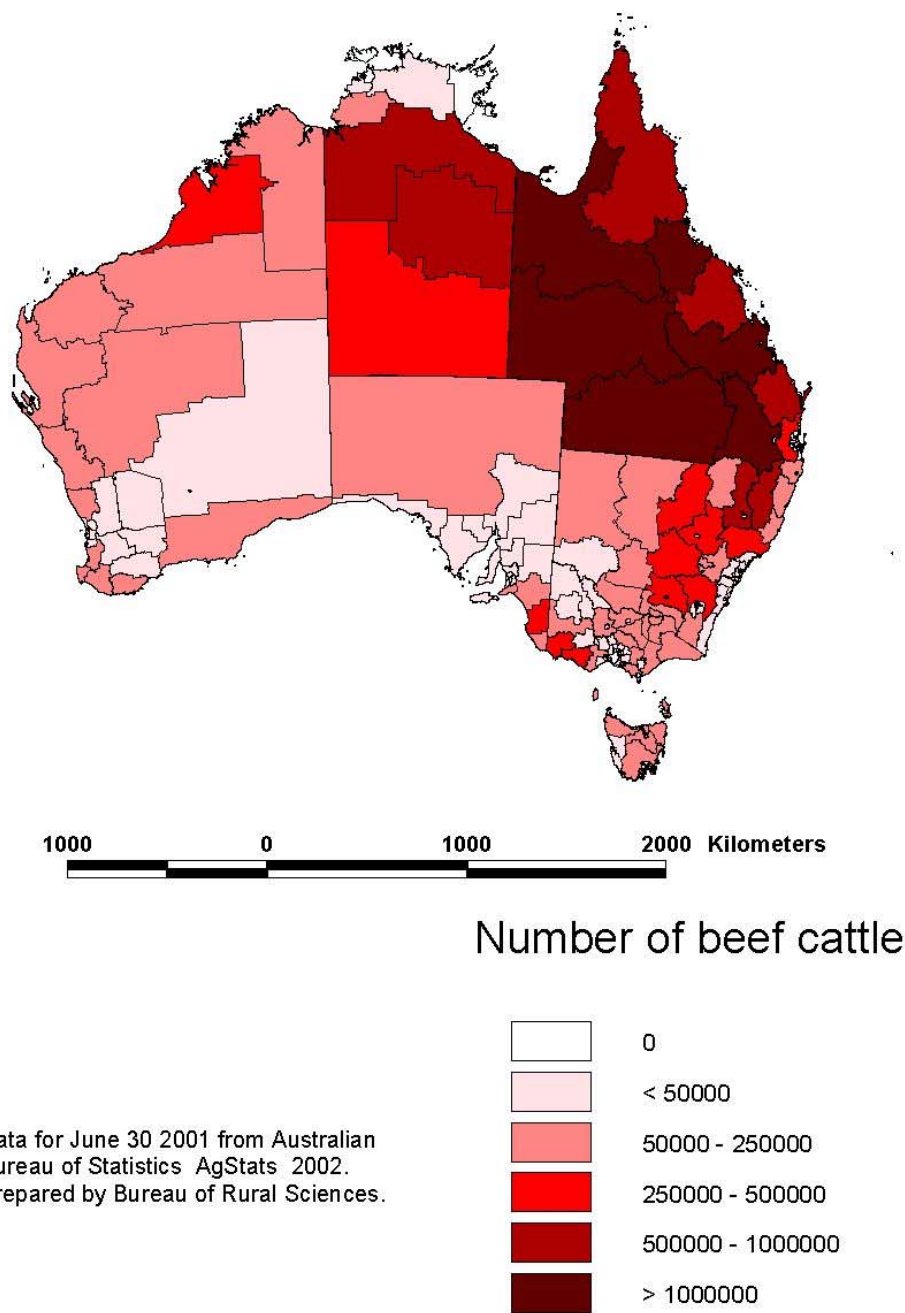 1000 0 1000 2000 Kilometers
Number of beef cattle
0
< 50000
50000 - 250000
250000 - 500000
500000 - 1000000
> 1000000
ata for June 30 2001 from Australian
ureau of Statistics AgStats 2002.
repared by Bureau of Rural Sciences.